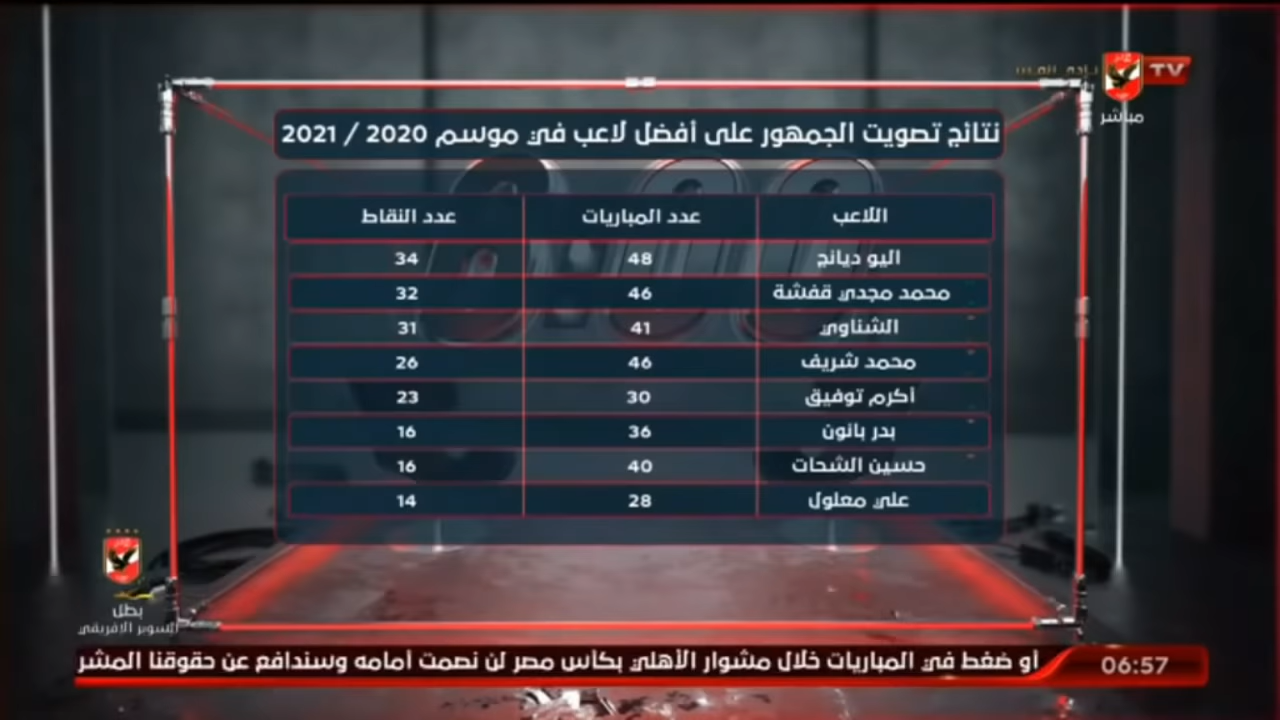 TV
مباشر
نتائج تصويت الجمهور على أفضل لاعب في موسم 2020 / 2021
اللاعب عدد المباريات عدد النقاط
اليو ديانج 48 34
محمد مجدي قفشة 46 32
الشناوي 41 31
محمد شريف 46 26
أكرم توفيق 30 23
بدر بانون 36 16
حسين الشحات 40 16
علي معلول 28 14
بطل
السوبر الافريقي
06:57 أو ضغط في المباريات خلال مشوار الأهلي بكأس مصر لن نصمت أمامه وسندافع عن حقوقنا المشر